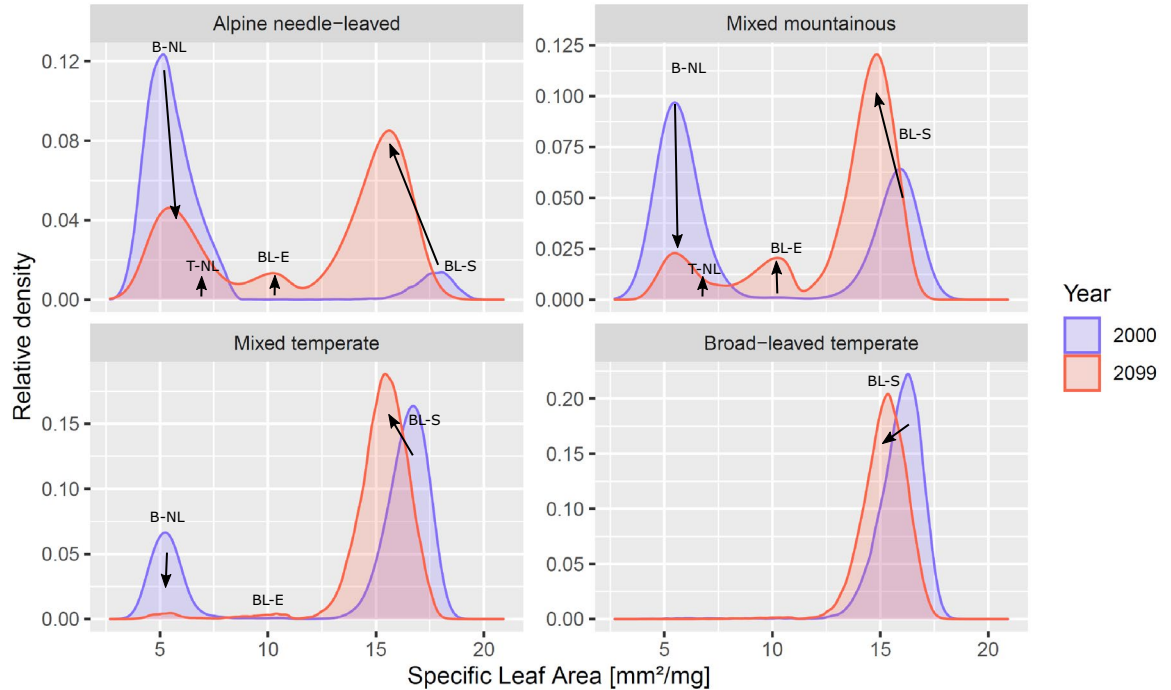 Alpine needle−leaved
Mixed mountainous
B-NL
0.12
0.08
0.04
0.00
T-NL
BL-E
BL-S
0.125
0.100
0.075
0.050
0.025
0.000
B-NL
BL-S
BL-E
T-NL
Relative density
Mixed temperate
Broad−leaved temperate
0.15
0.10
0.05
0.00
B-NL
BL-E
BL-S
0.20
0.15
0.10
0.05
0.00
BL-S
5 10 15 20
5 10 15 20
Specific Leaf Area [mm²/mg]
Year
2000
2099